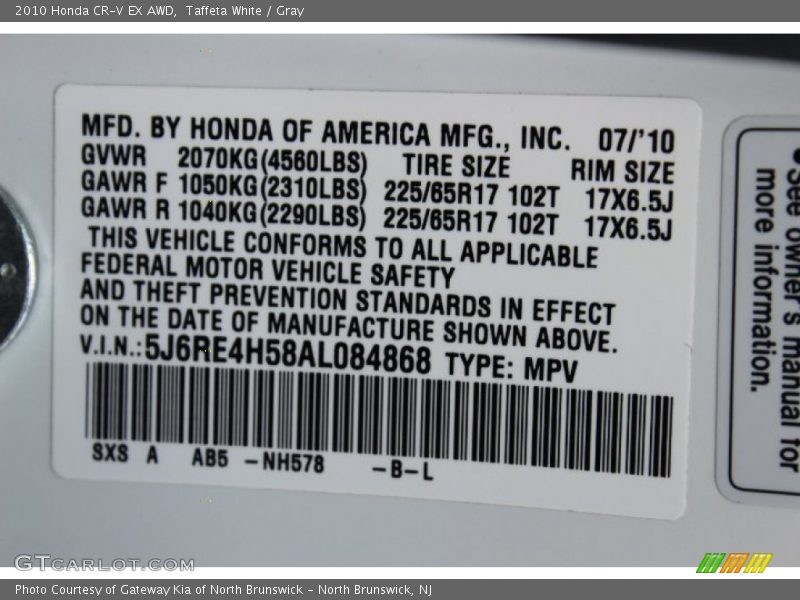 2010 Honda CR-V EX AWD, Taffeta White / Gray
MFD. BY HONDA OF AMERICA MFG., INC. 07/'10
GVWR 2070KG(4560LBS) TIRE SIZE RIM SIZE
GAWR F 1050KG(2310LBS) 225/65R17 102T 17X6.5J
GAWR R 1040KG(2290LBS) 225/65R17 102T 17X6.5J
THIS VEHICLE CONFORMS TO ALL APPLICABLE
FEDERAL MOTOR VEHICLE SAFETY
AND THEFT PREVENTION STANDARDS IN EFFECT
ON THE DATE OF MANUFACTURE SHOWN ABOVE.
V.I.N.:5J6RE4H58AL084868 TYPE: MPV
SXS A AB5 -NH578 -B-L
See owner's manual for
more information.
GTCARLOT.COM
Photo Courtesy of Gateway Kia of North Brunswick - North Brunswick, NJ